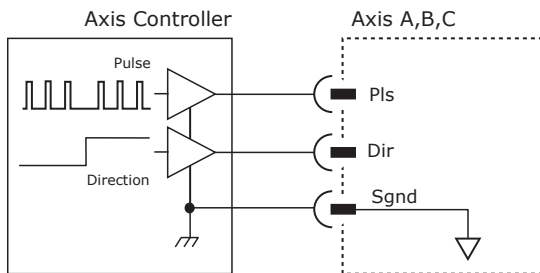 Axis Controller
Axis A,B,C
Pulse
Pls
Dir
Direction
Sgnd